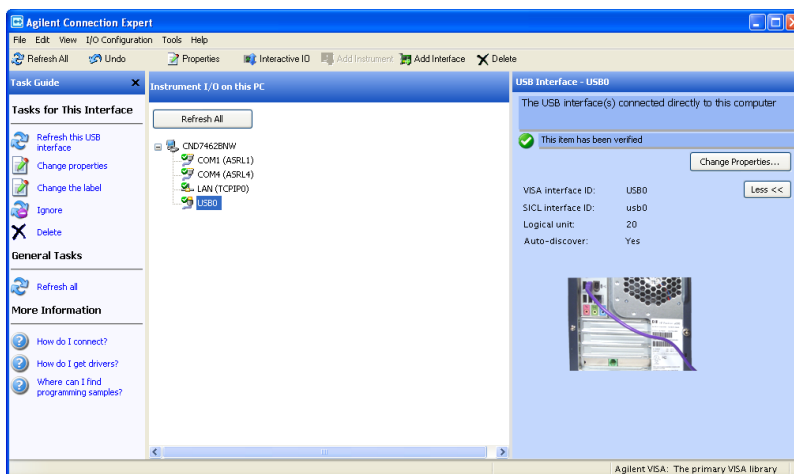 Agilent Connection Expert
File Edit View I/O Configuration Tools Help
Refresh All Undo Properties Interactive IO Add Instrument Add Interface Delete
Task Guide
Tasks for This Interface
Refresh this USB
interface
Change properties
Change the label
Ignore
Delete
General Tasks
Refresh all
More Information
How do I connect?
How do I get drivers?
Where can I find
programming samples?
Instrument I/O on this PC
Refresh All
CND7462BNW
COM1 (ASRL1)
COM4 (ASRL4)
LAN (TCPIP0)
USB0
USB Interface - USB0
The USB interface(s) connected directly to this computer
This item has been verified
Change Properties...
VISA interface ID: USB0
Less <<
SICL interface ID: usb0
Logical unit: 20
Auto-discover: Yes
Agilent VISA: The primary VISA library